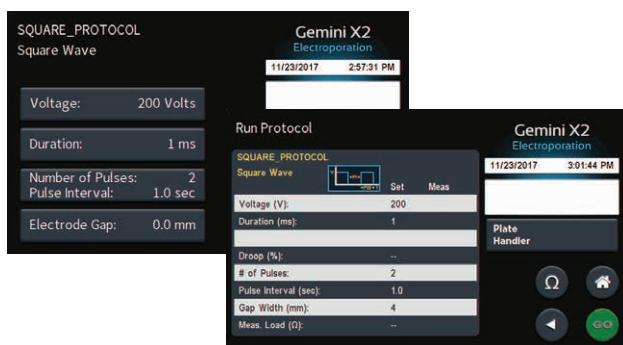 SQUARE_PROTOCOL
Square Wave
Gemini X2
Electroporation
11/23/2017 2:57:31 PM
Voltage: 200 Volts
Duration: 1 ms
Number of Pulses: 2
Pulse Interval: 1.0 sec
Electrode Gap: 0.0 mm
Run Protocol
Gemini X2
Electroporation
11/23/2017 3:01:44 PM
SQUARE_PROTOCOL
Square Wave
Set Meas
Voltage (V): 200
Duration (ms): 1
Droop (%): --
# of Pulses: 2
Pulse Interval (sec): 1.0
Gap Width (mm): 4
Meas. Load (Ω): --
Plate
Handler
Ω
GO